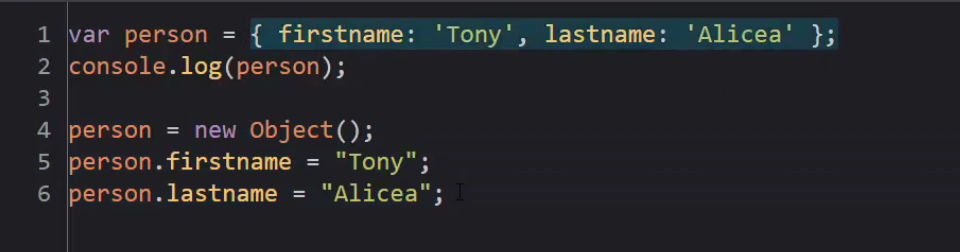 1 var person = { firstname: 'Tony', lastname: 'Alicea' };
2 console.log(person);
3
4 person = new Object();
5 person.firstname = "Tony";
6 person.lastname = "Alicea";